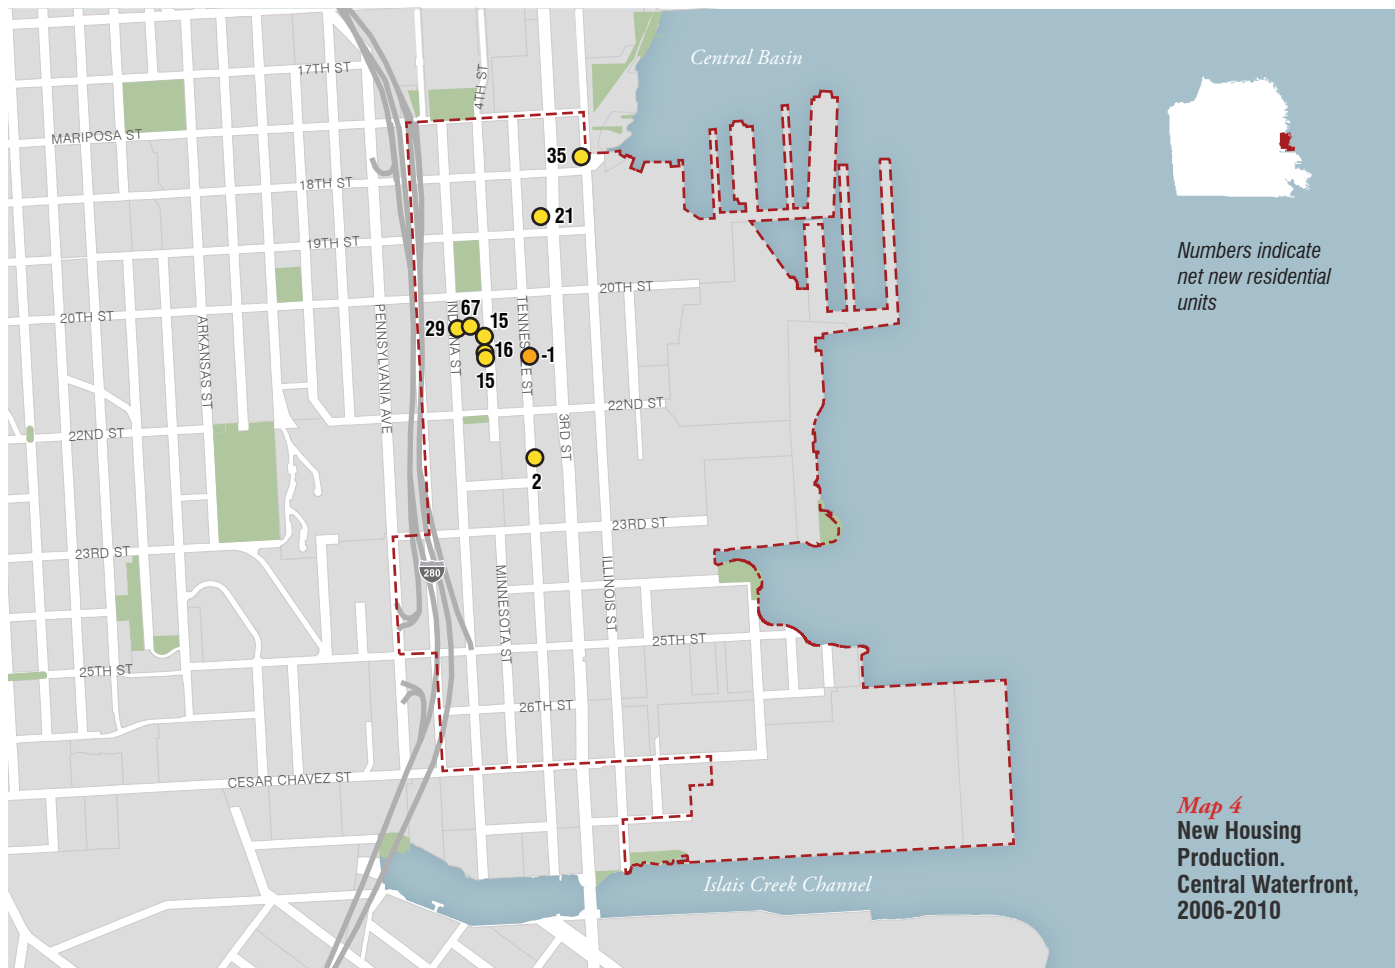 Central Basin
17TH ST
4TH ST
MARIPOSA ST
35
18TH ST
21
19TH ST
Numbers indicate
net new residential
units
20TH ST
20TH ST
ARKANSAS ST
PENNSYLVANIA AVE
INDIANA ST
TENNESSEE ST
67
29
15
16
-1
15
22ND ST
22ND ST
3RD ST
2
23RD ST
23RD ST
280
MINNESOTA ST
ILLINOIS ST
25TH ST
25TH ST
26TH ST
CESAR CHAVEZ ST
Map 4
New Housing
Production.
Central Waterfront,
2006-2010
Islais Creek Channel